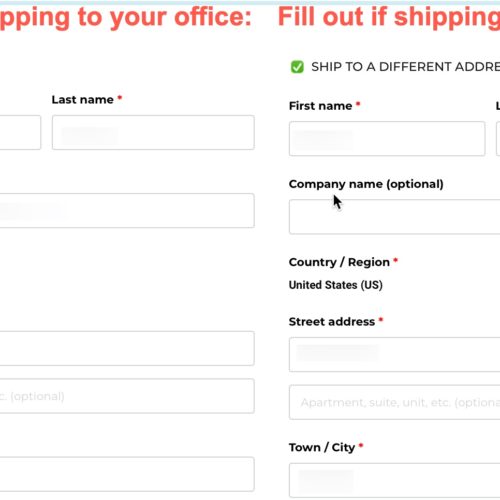 pping to your office:
Last name *
c. (optional)
Fill out if shipping
SHIP TO A DIFFERENT ADDRE
First name *
L
Company name (optional)
Country / Region *
United States (US)
Street address *
Apartment, suite, unit, etc. (optiona
Town / City *